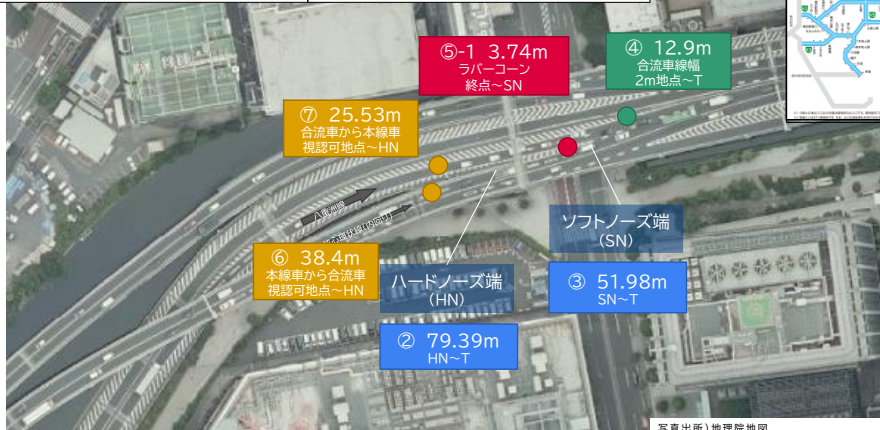 ⑤-1 3.74m
ラバーコーン
終点～SN
④ 12.9m
合流車線幅
2m地点～T
⑦ 25.53m
合流車から本線車
視認可地点～HN
八重洲線
⑥ 38.4m
本線車から合流車
視認可地点～HN
ハードノーズ端
(HN)
ソフトノーズ端
(SN)
③ 51.98m
SN～T
② 79.39m
HN～T
写真出所)地理院地図